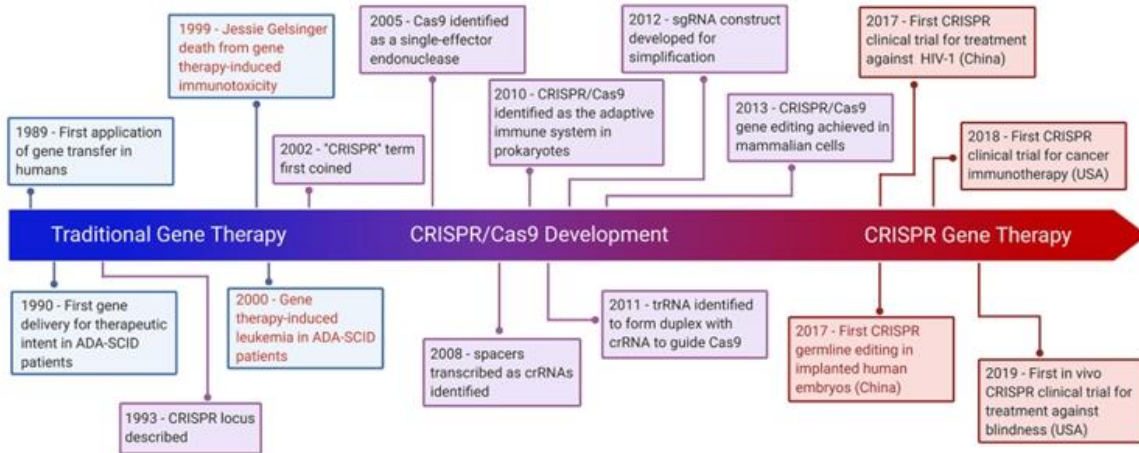 1999 - Jessie Gelsinger
death from gene
therapy-induced
immunotoxicity
2005 - Cas9 identified
as a single-effector
endonuclease
2012 - sgRNA construct
developed for
simplification
2017 - First CRISPR
clinical trial for treatment
against HIV-1 (China)
1989 - First application
of gene transfer in
humans
2002 - "CRISPR" term
first coined
2010 - CRISPR/Cas9
identified as the adaptive
immune system in
prokaryotes
2013 - CRISPR/Cas9
gene editing achieved in
mammalian cells
2018 - First CRISPR
clinical trial for cancer
immunotherapy (USA)
Traditional Gene Therapy
CRISPR/Cas9 Development
CRISPR Gene Therapy
1990 - First gene
delivery for therapeutic
intent in ADA-SCID
patients
2000 - Gene
therapy-induced
leukemia in ADA-SCID
patients
2011 - trRNA identified
to form duplex with
crRNA to guide Cas9
2017 - First CRISPR
germline editing in
implanted human
embryos (China)
2008 - spacers
transcribed as crRNAs
identified
2019 - First in vivo
CRISPR clinical trial for
treatment against
blindness (USA)
1993 - CRISPR locus
described